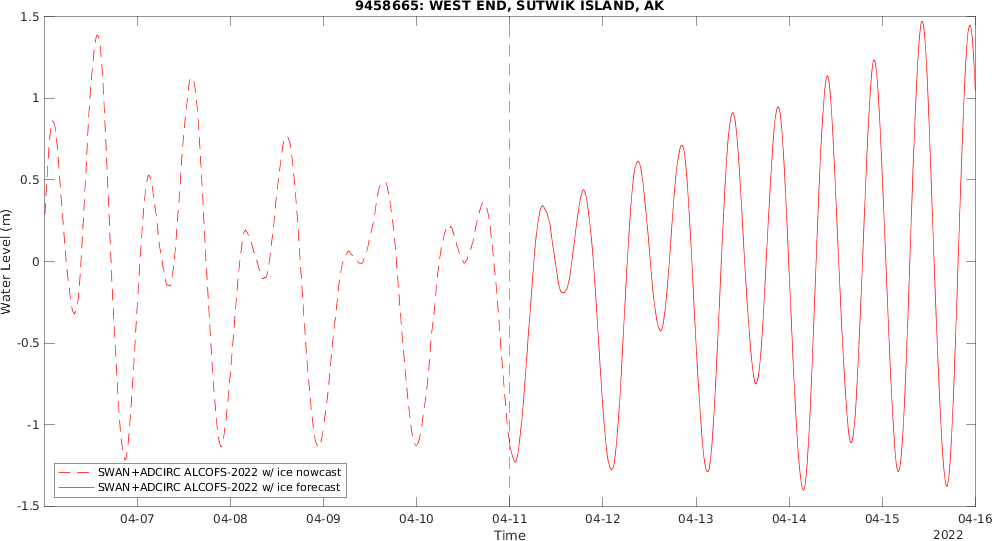 9458665: WEST END, SUTWIK ISLAND, AK
1.5
1
0.5
0
-0.5
-1
-1.5
Water Level (m)
SWAN+ADCIRC ALCOFS-2022 w/ ice nowcast
SWAN+ADCIRC ALCOFS-2022 w/ ice forecast
04-07 04-08 04-09 04-10 04-11 04-12 04-13 04-14 04-15 04-16
Time
2022